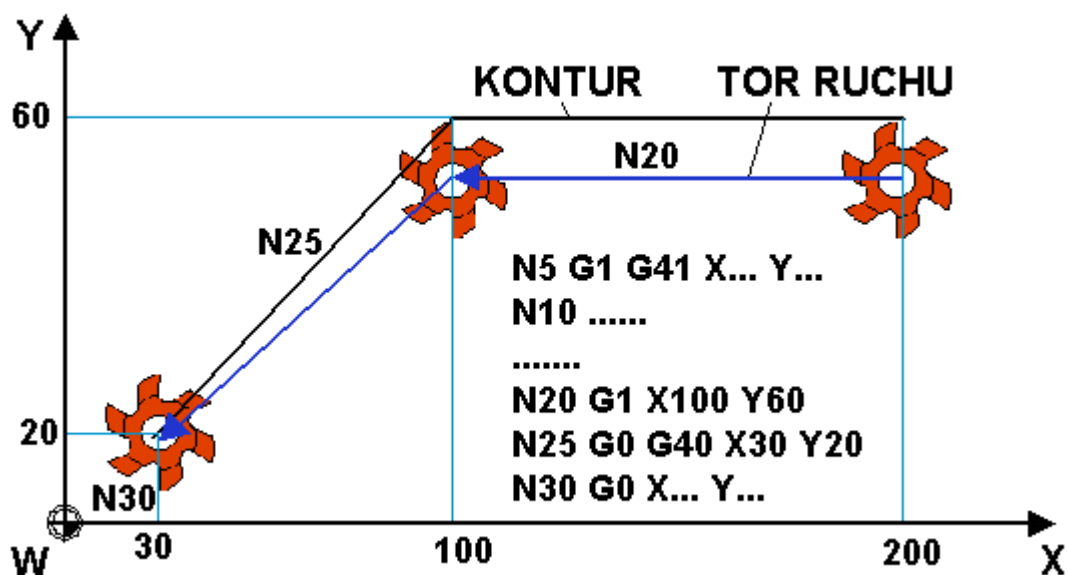 Y
KONTUR
TOR RUCHU
60
N20
N25
N5 G1 G41 X... Y...
N10 ......
.......
N20 G1 X100 Y60
20
N25 G0 G40 X30 Y20
N30 G0 X... Y...
N30
W
30
100
200
X